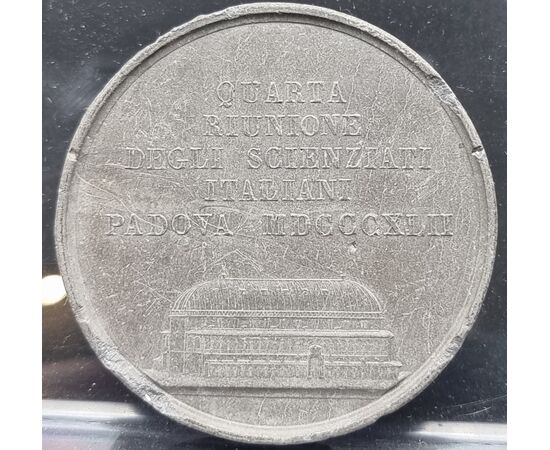 QUARTA
RIUNIONE
DEGLI SCIENZIATI
ITALIANI
PADOVA MDCCCXLII